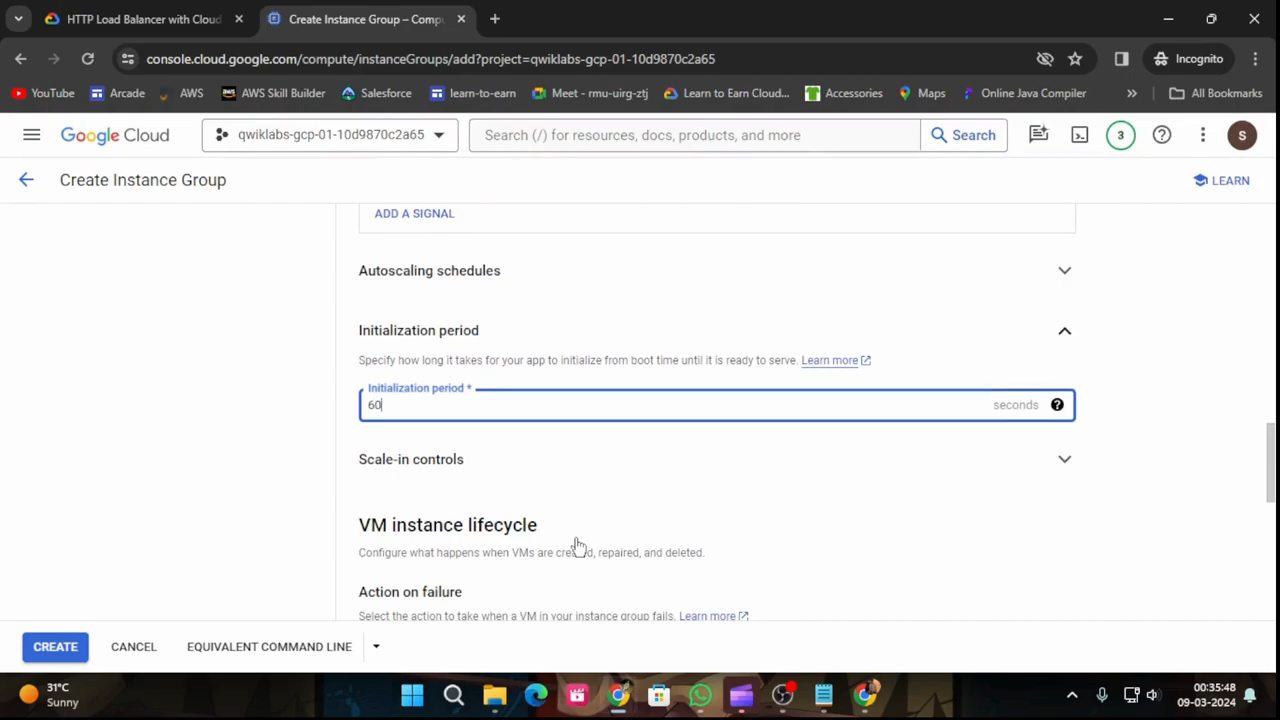 HTTP Load Balancer with Cloud
Create Instance Group – Compu
console.cloud.google.com/compute/instanceGroups/add?project=qwiklabs-gcp-01-10d9870c2a65
Incognito
YouTube Arcade AWS AWS Skill Builder Salesforce learn-to-earn Meet - rmu-uirg-ztj Learn to Earn Cloud... Accessories Maps Online Java Compiler » All Bookmarks
Google Cloud qwiklabs-gcp-01-10d9870c2a65 Search (/) for resources, docs, products, and more Search 3 S
Create Instance Group LEARN
ADD A SIGNAL
Autoscaling schedules
Initialization period
Specify how long it takes for your app to initialize from boot time until it is ready to serve. Learn more
Initialization period *
60 seconds
Scale-in controls
VM instance lifecycle
Configure what happens when VMs are created, repaired, and deleted.
Action on failure
Select the action to take when a VM in your instance group fails. Learn more
CREATE CANCEL EQUIVALENT COMMAND LINE
31°C
Sunny
00:35:48
09-03-2024